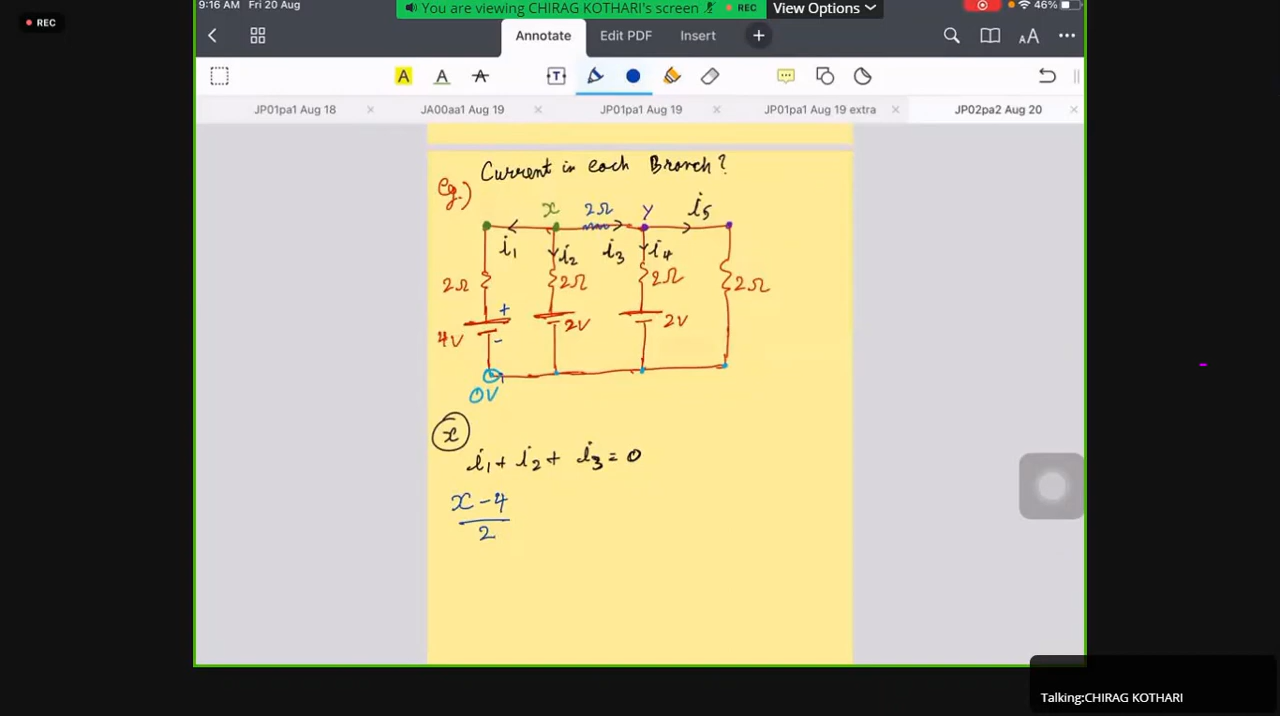 9:16 AM Fri 20 Aug
You are viewing CHIRAG KOTHARI's screen
REC
View Options
46%
REC
Annotate
Edit PDF
Insert
+
AA
A
A
A
T
JP01pa1 Aug 18
JA00aa1 Aug 19
JP01pa1 Aug 19
JP01pa1 Aug 19 extra
JP02pa2 Aug 20
Current in each Branch?
Eg.)
x
2Ω
Y
i₅
i₁
i₂
i₃
i₄
2Ω
2Ω
2Ω
2Ω
+
4V
-
2V
2V
0V
x
i₁ + i₂ + i₃ = 0
x - 4
2
Talking:CHIRAG KOTHARI